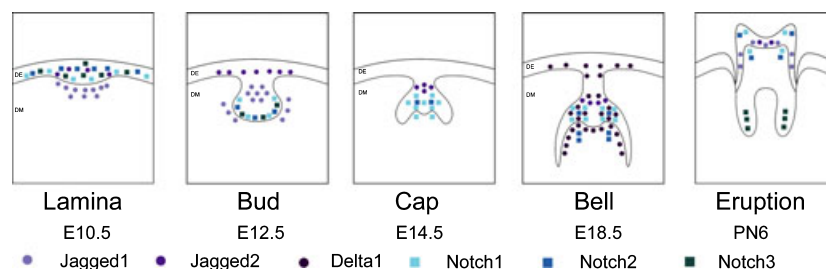 DE
DM
DE
DM
DE
DM
DE
DM
Lamina Bud Cap Bell Eruption
E10.5 E12.5 E14.5 E18.5 PN6
Jagged1 Jagged2 Delta1 Notch1 Notch2 Notch3